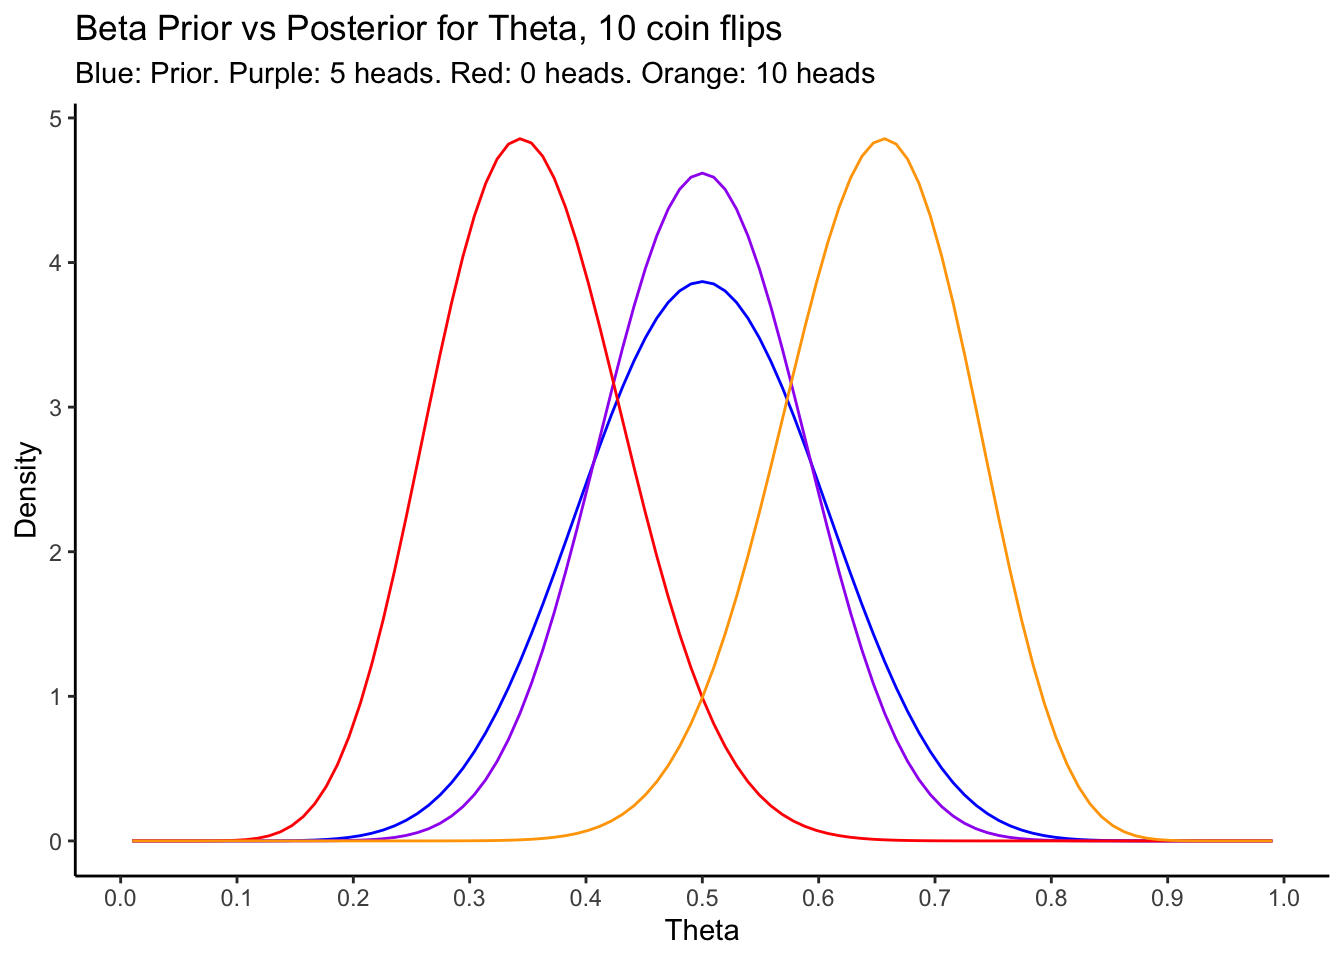 Beta Prior vs Posterior for Theta, 10 coin flips
Blue: Prior. Purple: 5 heads. Red: 0 heads. Orange: 10 heads
5
4
3
2
1
0
Density
0.0 0.1 0.2 0.3 0.4 0.5 0.6 0.7 0.8 0.9 1.0
Theta